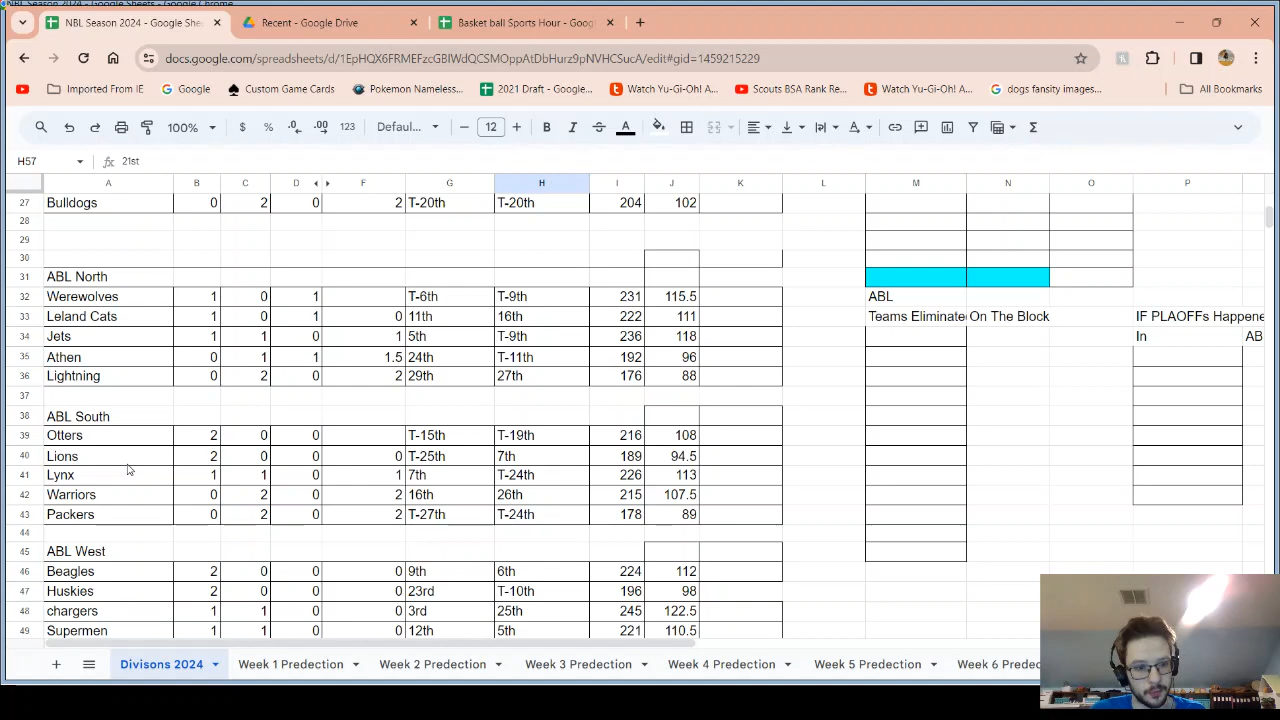 NBL Season 2024 - Google She
Recent - Google Drive
Basket ball Sports Hour - Goog
docs.google.com/spreadsheets/d/1EpHQX6FRMEFzcGBIWdQCSMOppAtDbHurz9pNVHCSucA/edit#gid=1459215229
Imported From IE
Google
Custom Game Cards
Pokemon Nameless...
2021 Draft - Google...
Watch Yu-Gi-Oh! A...
Scouts BSA Rank Re...
Watch Yu-Gi-Oh! A...
dogs fansity images...
All Bookmarks
100% $ % .0 .00 123 Defaul... 12 B I A
H57 fx 21st
A B C D F G H I J K L M N O P
27 Bulldogs 0 2 0 2 T-20th T-20th 204 102
28
29
30
31 ABL North
32 Werewolves 1 0 1 T-6th T-9th 231 115.5 ABL
33 Leland Cats 1 0 1 0 11th 16th 222 111 Teams Eliminate On The Block IF PLAOFFs Happene
34 Jets 1 1 0 1 5th T-9th 236 118 In AB
35 Athen 0 1 1 1.5 24th T-11th 192 96
36 Lightning 0 2 0 2 29th 27th 176 88
37
38 ABL South
39 Otters 2 0 0 T-15th T-19th 216 108
40 Lions 2 0 0 0 T-25th 7th 189 94.5
41 Lynx 1 1 0 1 7th T-24th 226 113
42 Warriors 0 2 0 2 16th 26th 215 107.5
43 Packers 0 2 0 2 T-27th T-24th 178 89
44
45 ABL West
46 Beagles 2 0 0 0 9th 6th 224 112
47 Huskies 2 0 0 0 23rd T-10th 196 98
48 chargers 1 1 0 0 3rd 25th 245 122.5
49 Supermen 1 1 0 0 12th 5th 221 110.5
Divisons 2024
Week 1 Predection
Week 2 Predection
Week 3 Predection
Week 4 Predection
Week 5 Predection
Week 6 Predec